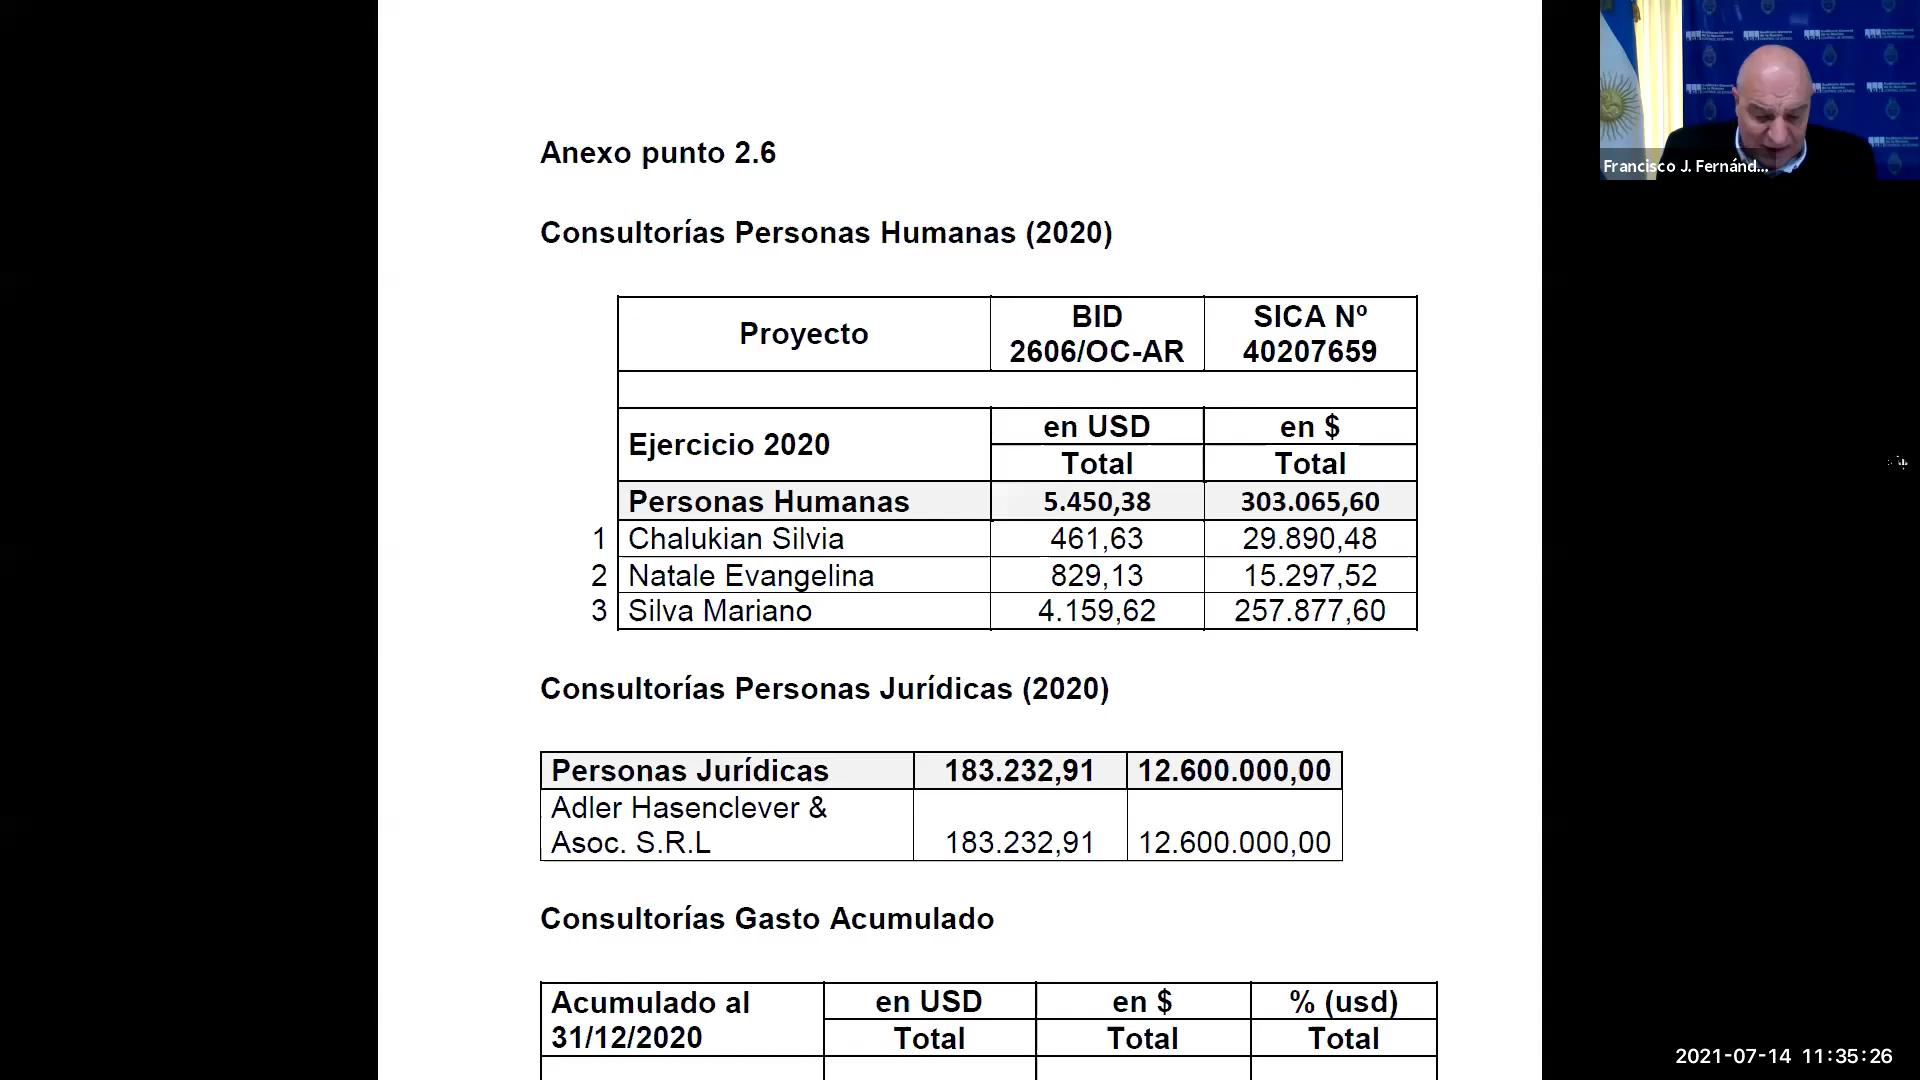 Anexo punto 2.6
Consultorías Personas Humanas (2020)
Proyecto
BID
2606/OC-AR
SICA Nº
40207659
Ejercicio 2020
en USD
en $
Total
Total
Personas Humanas 5.450,38 303.065,60
1 Chalukian Silvia 461,63 29.890,48
2 Natale Evangelina 829,13 15.297,52
3 Silva Mariano 4.159,62 257.877,60
Consultorías Personas Jurídicas (2020)
Personas Jurídicas 183.232,91 12.600.000,00
Adler Hasenclever &
Asoc. S.R.L 183.232,91 12.600.000,00
Consultorías Gasto Acumulado
Acumulado al
31/12/2020
en USD en $ % (usd)
Total Total Total
Francisco J. Fernánd...
2021-07-14 11:35:26